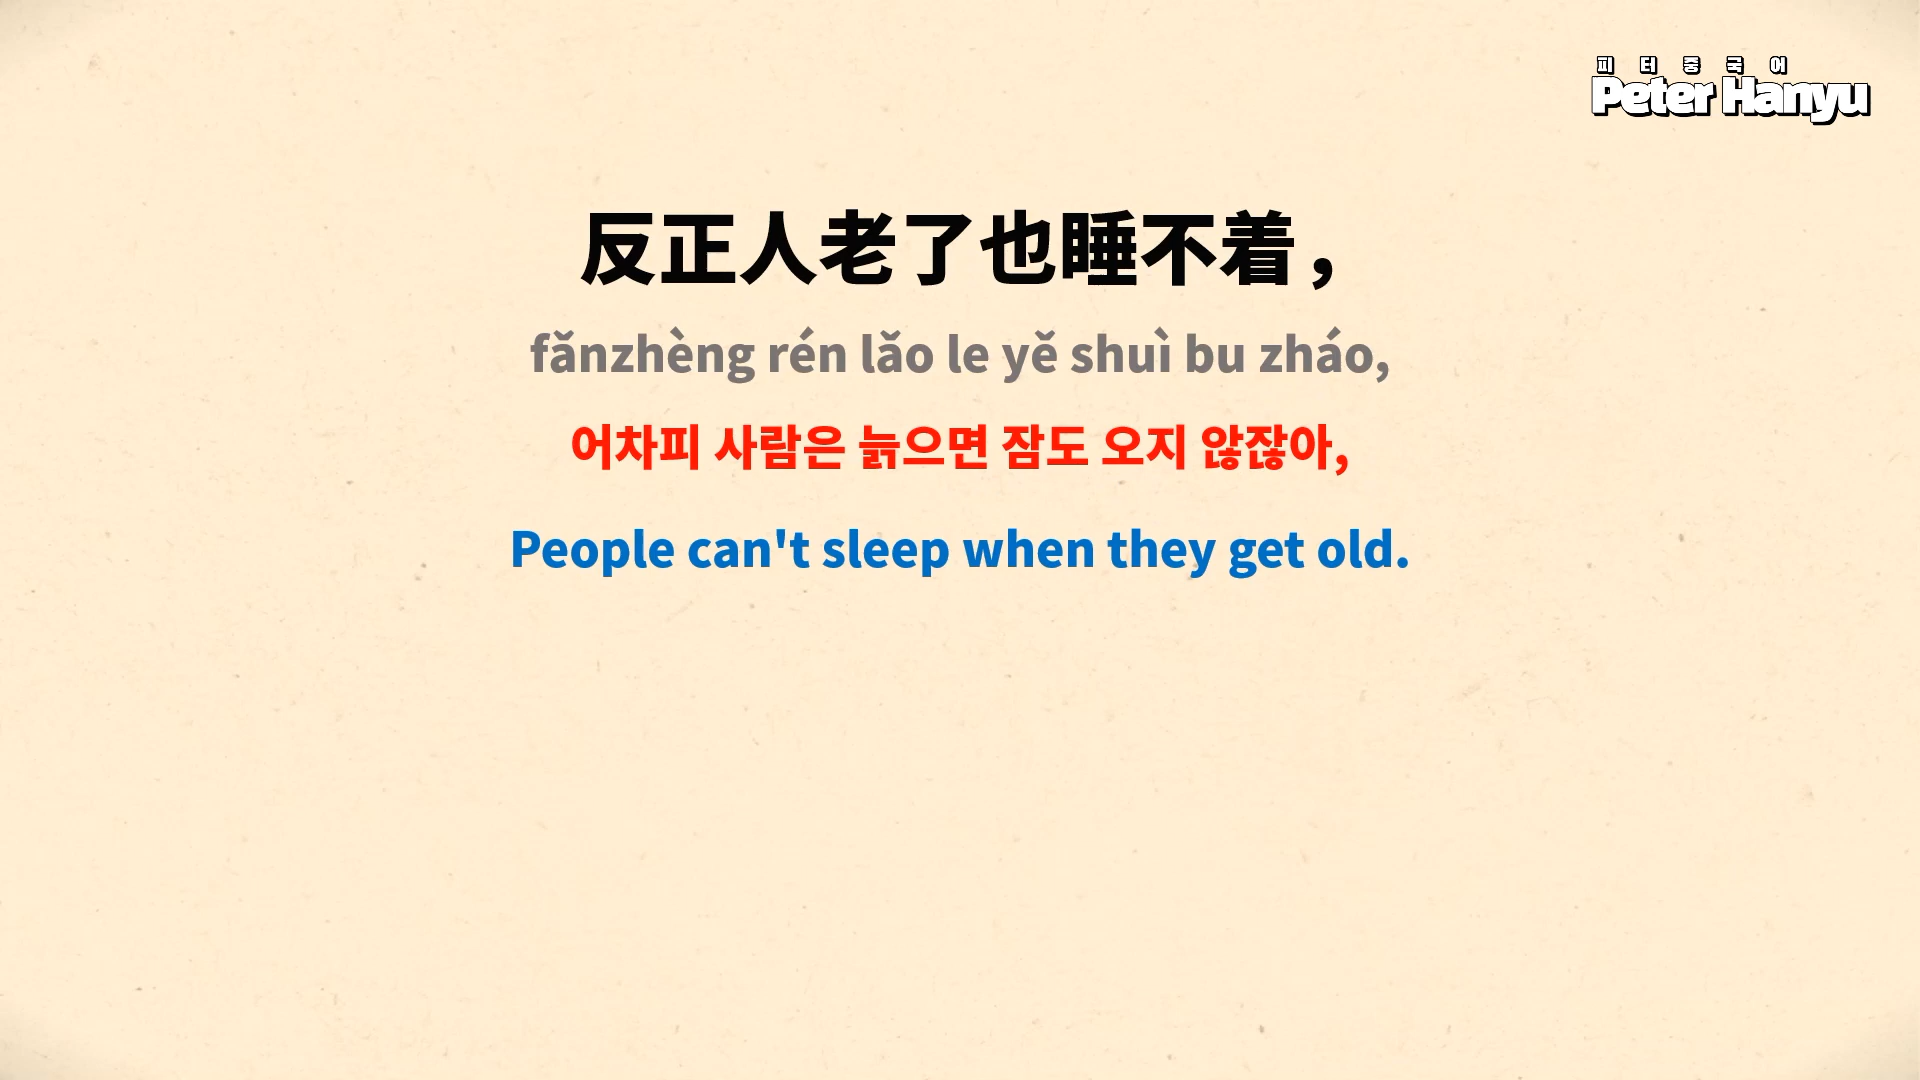 피터중국어
Peter Hanyu
反正人老了也睡不着，
fǎnzhèng rén lǎo le yě shuì bu zháo,
어차피 사람은 늙으면 잠도 오지 않잖아,
People can't sleep when they get old.